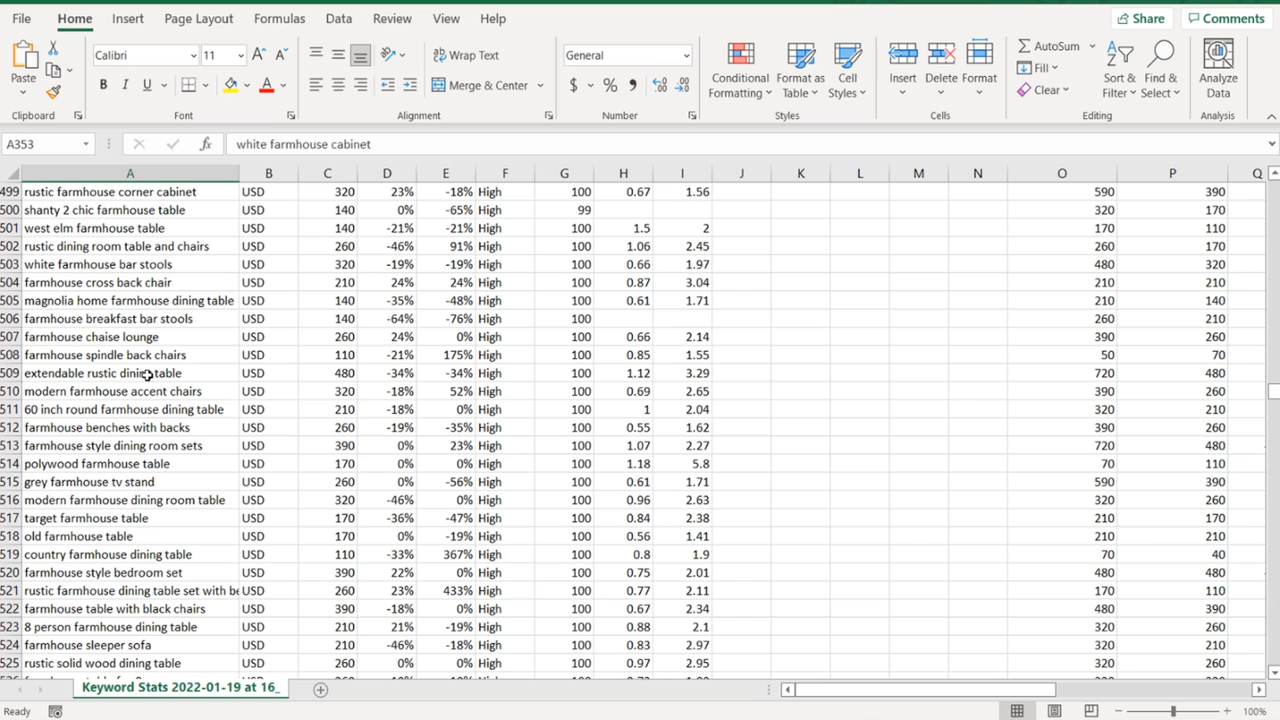 File Home Insert Page Layout Formulas Data Review View Help Share Comments
Calibri 11 A A Wrap Text General AutoSum
Paste B I U A Merge & Center $ % Conditional Formatting Format as Table Cell Styles Insert Delete Format Fill Clear Sort & Filter Find & Select Analyze Data
Clipboard Font Alignment Number Styles Cells Editing Analysis
A353 fx white farmhouse cabinet
A B C D E F G H I J K L M N O P Q
499 rustic farmhouse corner cabinet USD 320 23% -18% High 100 0.67 1.56 590 390
500 shanty 2 chic farmhouse table USD 140 0% -65% High 99 320 170
501 west elm farmhouse table USD 140 -21% -21% High 100 1.5 2 170 110
502 rustic dining room table and chairs USD 260 -46% 91% High 100 1.06 2.45 260 170
503 white farmhouse bar stools USD 320 -19% -19% High 100 0.66 1.97 480 320
504 farmhouse cross back chair USD 210 24% 24% High 100 0.87 3.04 210 210
505 magnolia home farmhouse dining table USD 140 -35% -48% High 100 0.61 1.71 210 140
506 farmhouse breakfast bar stools USD 140 -64% -76% High 100 260 210
507 farmhouse chaise lounge USD 260 24% 0% High 100 0.66 2.14 390 260
508 farmhouse spindle back chairs USD 110 -21% 175% High 100 0.85 1.55 50 70
509 extendable rustic dining table USD 480 -34% -34% High 100 1.12 3.29 720 480
510 modern farmhouse accent chairs USD 320 -18% 52% High 100 0.69 2.65 390 260
511 60 inch round farmhouse dining table USD 210 -18% 0% High 100 1 2.04 320 210
512 farmhouse benches with backs USD 260 -19% -35% High 100 0.55 1.62 390 260
513 farmhouse style dining room sets USD 390 0% 23% High 100 1.07 2.27 720 480
514 polywood farmhouse table USD 170 0% 0% High 100 1.18 5.8 70 110
515 grey farmhouse tv stand USD 260 0% -56% High 100 0.61 1.71 590 390
516 modern farmhouse dining room table USD 320 -46% 0% High 100 0.96 2.63 320 260
517 target farmhouse table USD 170 -36% -47% High 100 0.84 2.38 210 170
518 old farmhouse table USD 170 0% -19% High 100 0.56 1.41 210 210
519 country farmhouse dining table USD 110 -33% 367% High 100 0.8 1.9 70 40
520 farmhouse style bedroom set USD 390 22% 0% High 100 0.75 2.01 480 480
521 rustic farmhouse dining table set with be USD 260 23% 433% High 100 0.77 2.11 170 110
522 farmhouse table with black chairs USD 390 -18% 0% High 100 0.67 2.34 480 390
523 8 person farmhouse dining table USD 210 21% -19% High 100 0.88 2.1 320 260
524 farmhouse sleeper sofa USD 210 -46% -18% High 100 0.83 2.97 320 210
525 rustic solid wood dining table USD 260 0% 0% High 100 0.97 2.95 320 260
Keyword Stats 2022-01-19 at 16_
Ready 100%